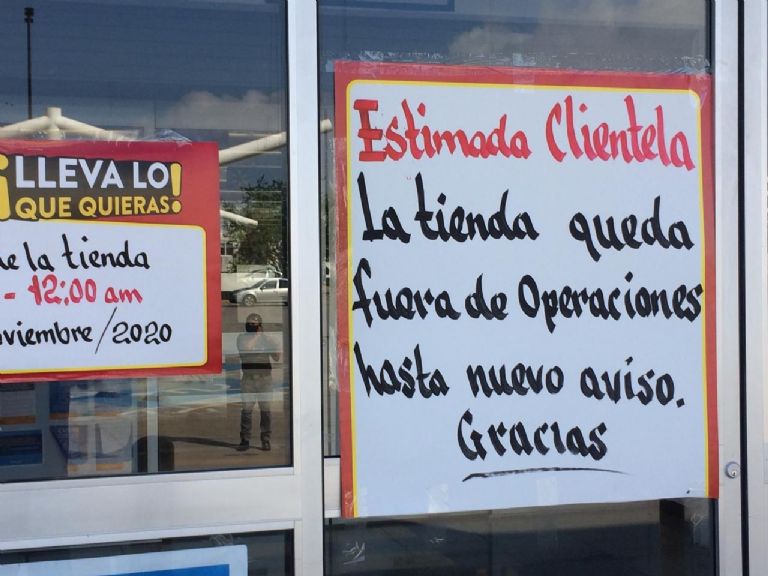 ¡LLEVA LO
QUE QUIERAS!
la tienda
- 12:00 am
/2020
Estimada Clientela
La tienda queda
fuera de Operaciones
hasta nuevo aviso.
Gracias